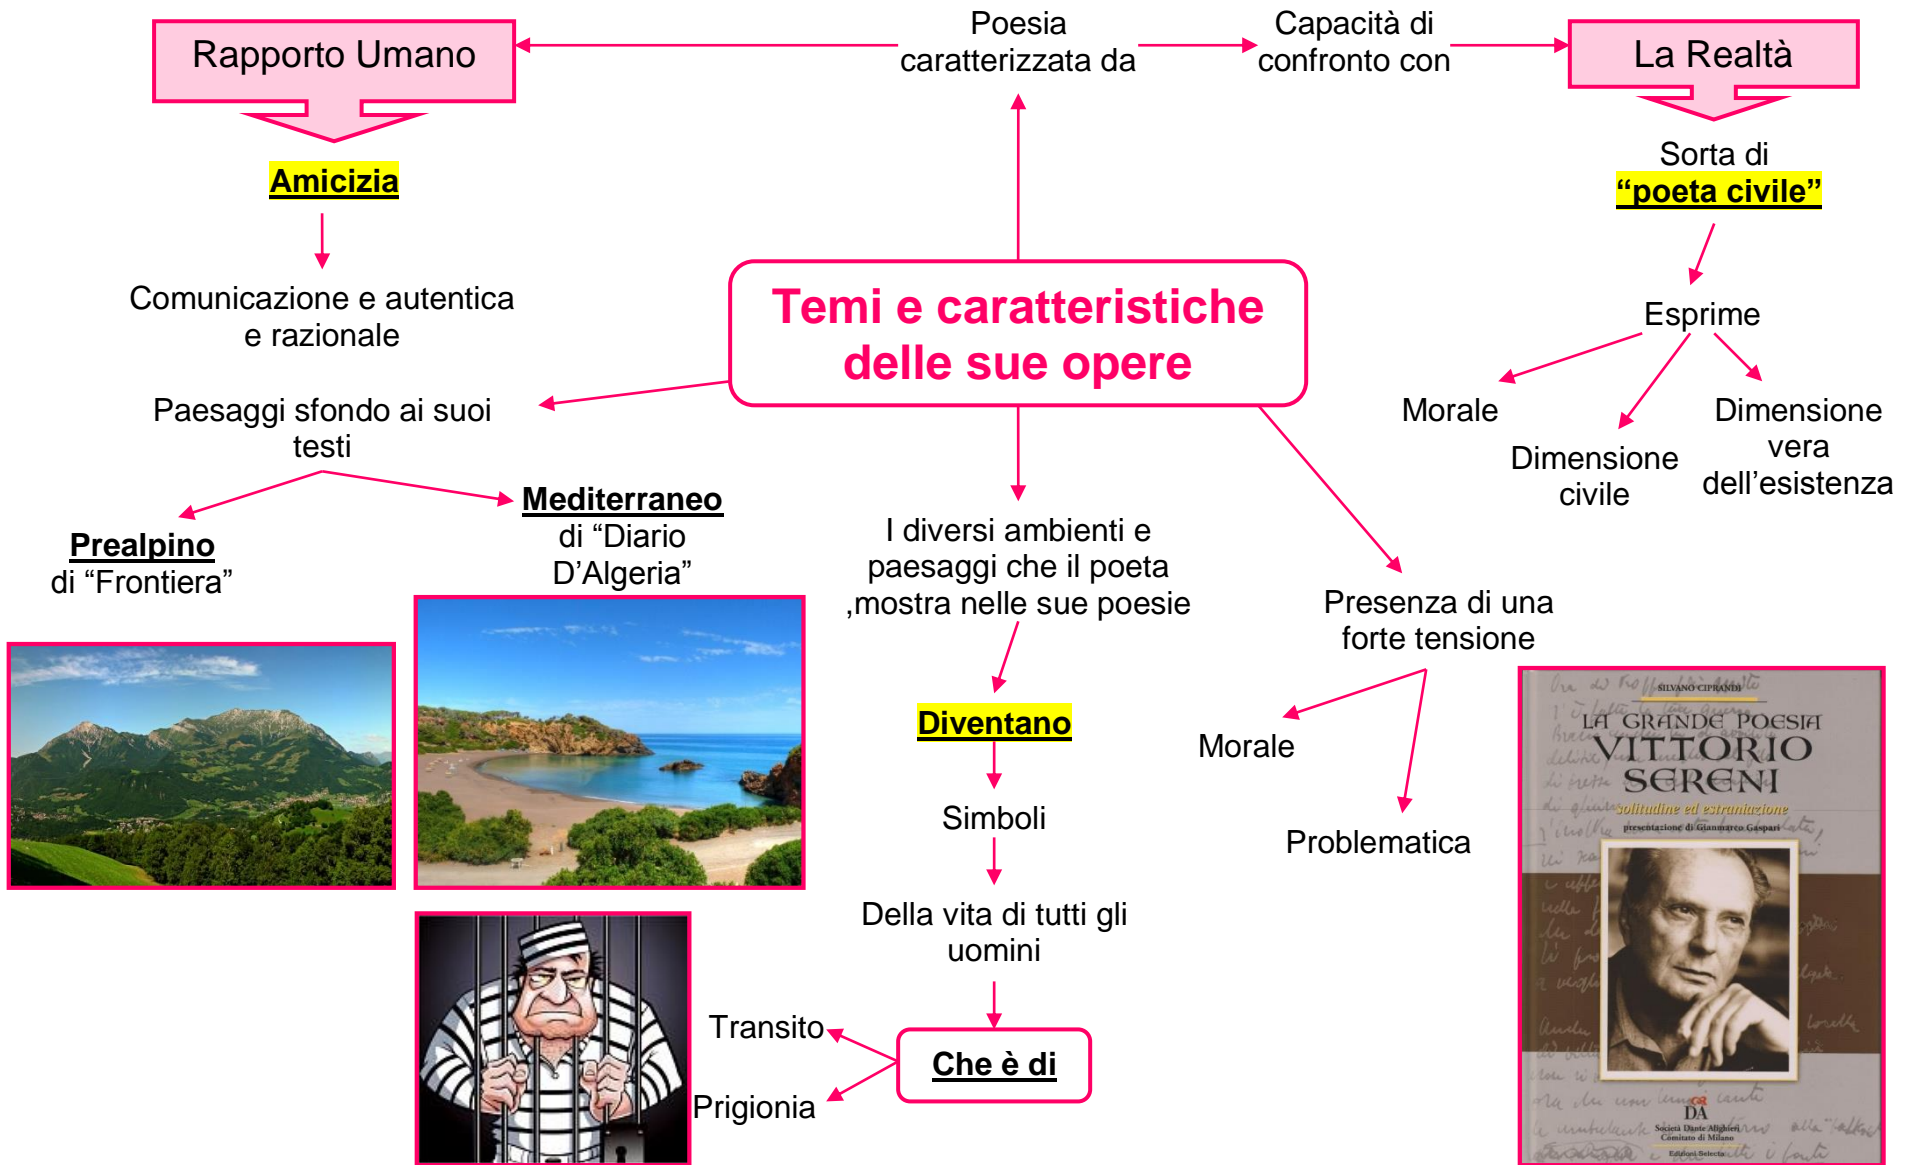 Poesia
caratterizzata da
Capacità di
confronto con
Rapporto Umano
La Realtà
Amicizia
Comunicazione e autentica
e razionale
Sorta di
“poeta civile”
Esprime
Morale
Dimensione
civile
Dimensione
vera
dell’esistenza
Temi e caratteristiche
delle sue opere
Paesaggi sfondo ai suoi
testi
Prealpino
di “Frontiera”
Mediterraneo
di “Diario
D’Algeria”
I diversi ambienti e
paesaggi che il poeta
,mostra nelle sue poesie
Diventano
Simboli
Della vita di tutti gli
uomini
Che è di
Transito
Prigionia
Presenza di una
forte tensione
Morale
Problematica
SILVANO CIPRANDI
LA GRANDE POESIA
VITTORIO
SERENI
solitudine ed estraniazione
presentazione di Gianmarco Gaspari
DA
Società Dante Alighieri
Comitato di Milano
Edizioni Selecta